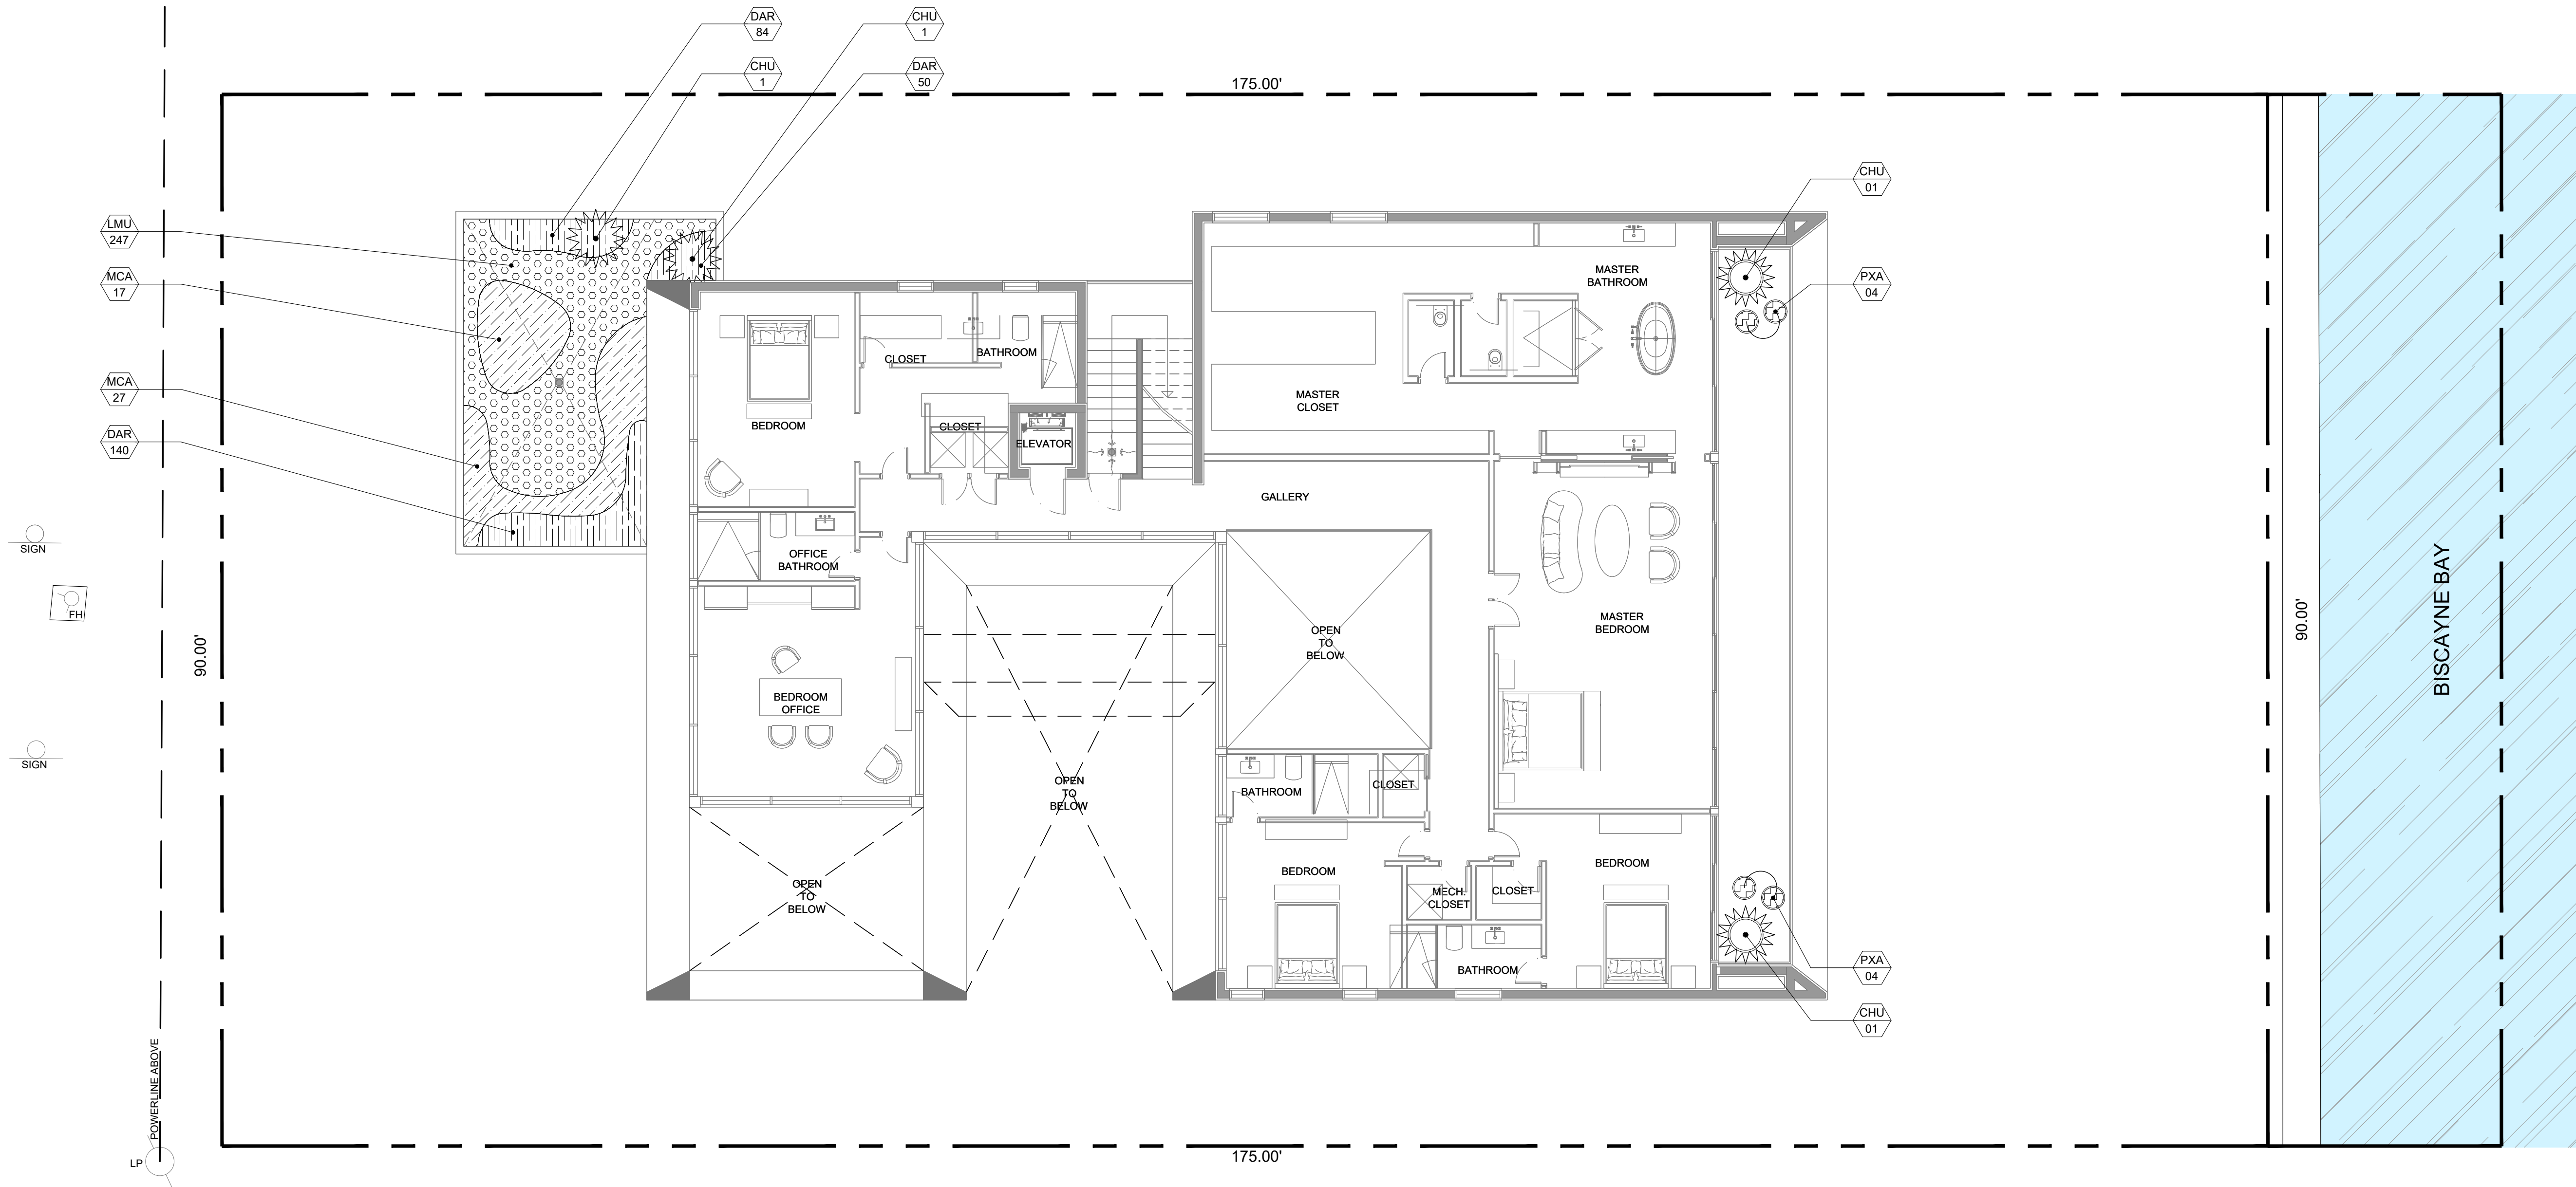 DAR
84
CHU
1
CHU
1
DAR
50
175.00'
CHU
01
LMU
247
MCA
17
PXA
04
MCA
27
DAR
140
MASTER
BATHROOM
CLOSET
BATHROOM
MASTER
CLOSET
BEDROOM
CLOSET
ELEVATOR
GALLERY
SIGN
OFFICE
BATHROOM
FH
90.00'
BEDROOM
OFFICE
OPEN
TO
BELOW
MASTER
BEDROOM
90.00'
BISCAYNE BAY
SIGN
OPEN
TO
BELOW
BATHROOM
CLOSET
OPEN
TO
BELOW
BEDROOM
MECH.
CLOSET
CLOSET
BEDROOM
BATHROOM
PXA
04
CHU
01
POWERLINE ABOVE
LP
175.00'